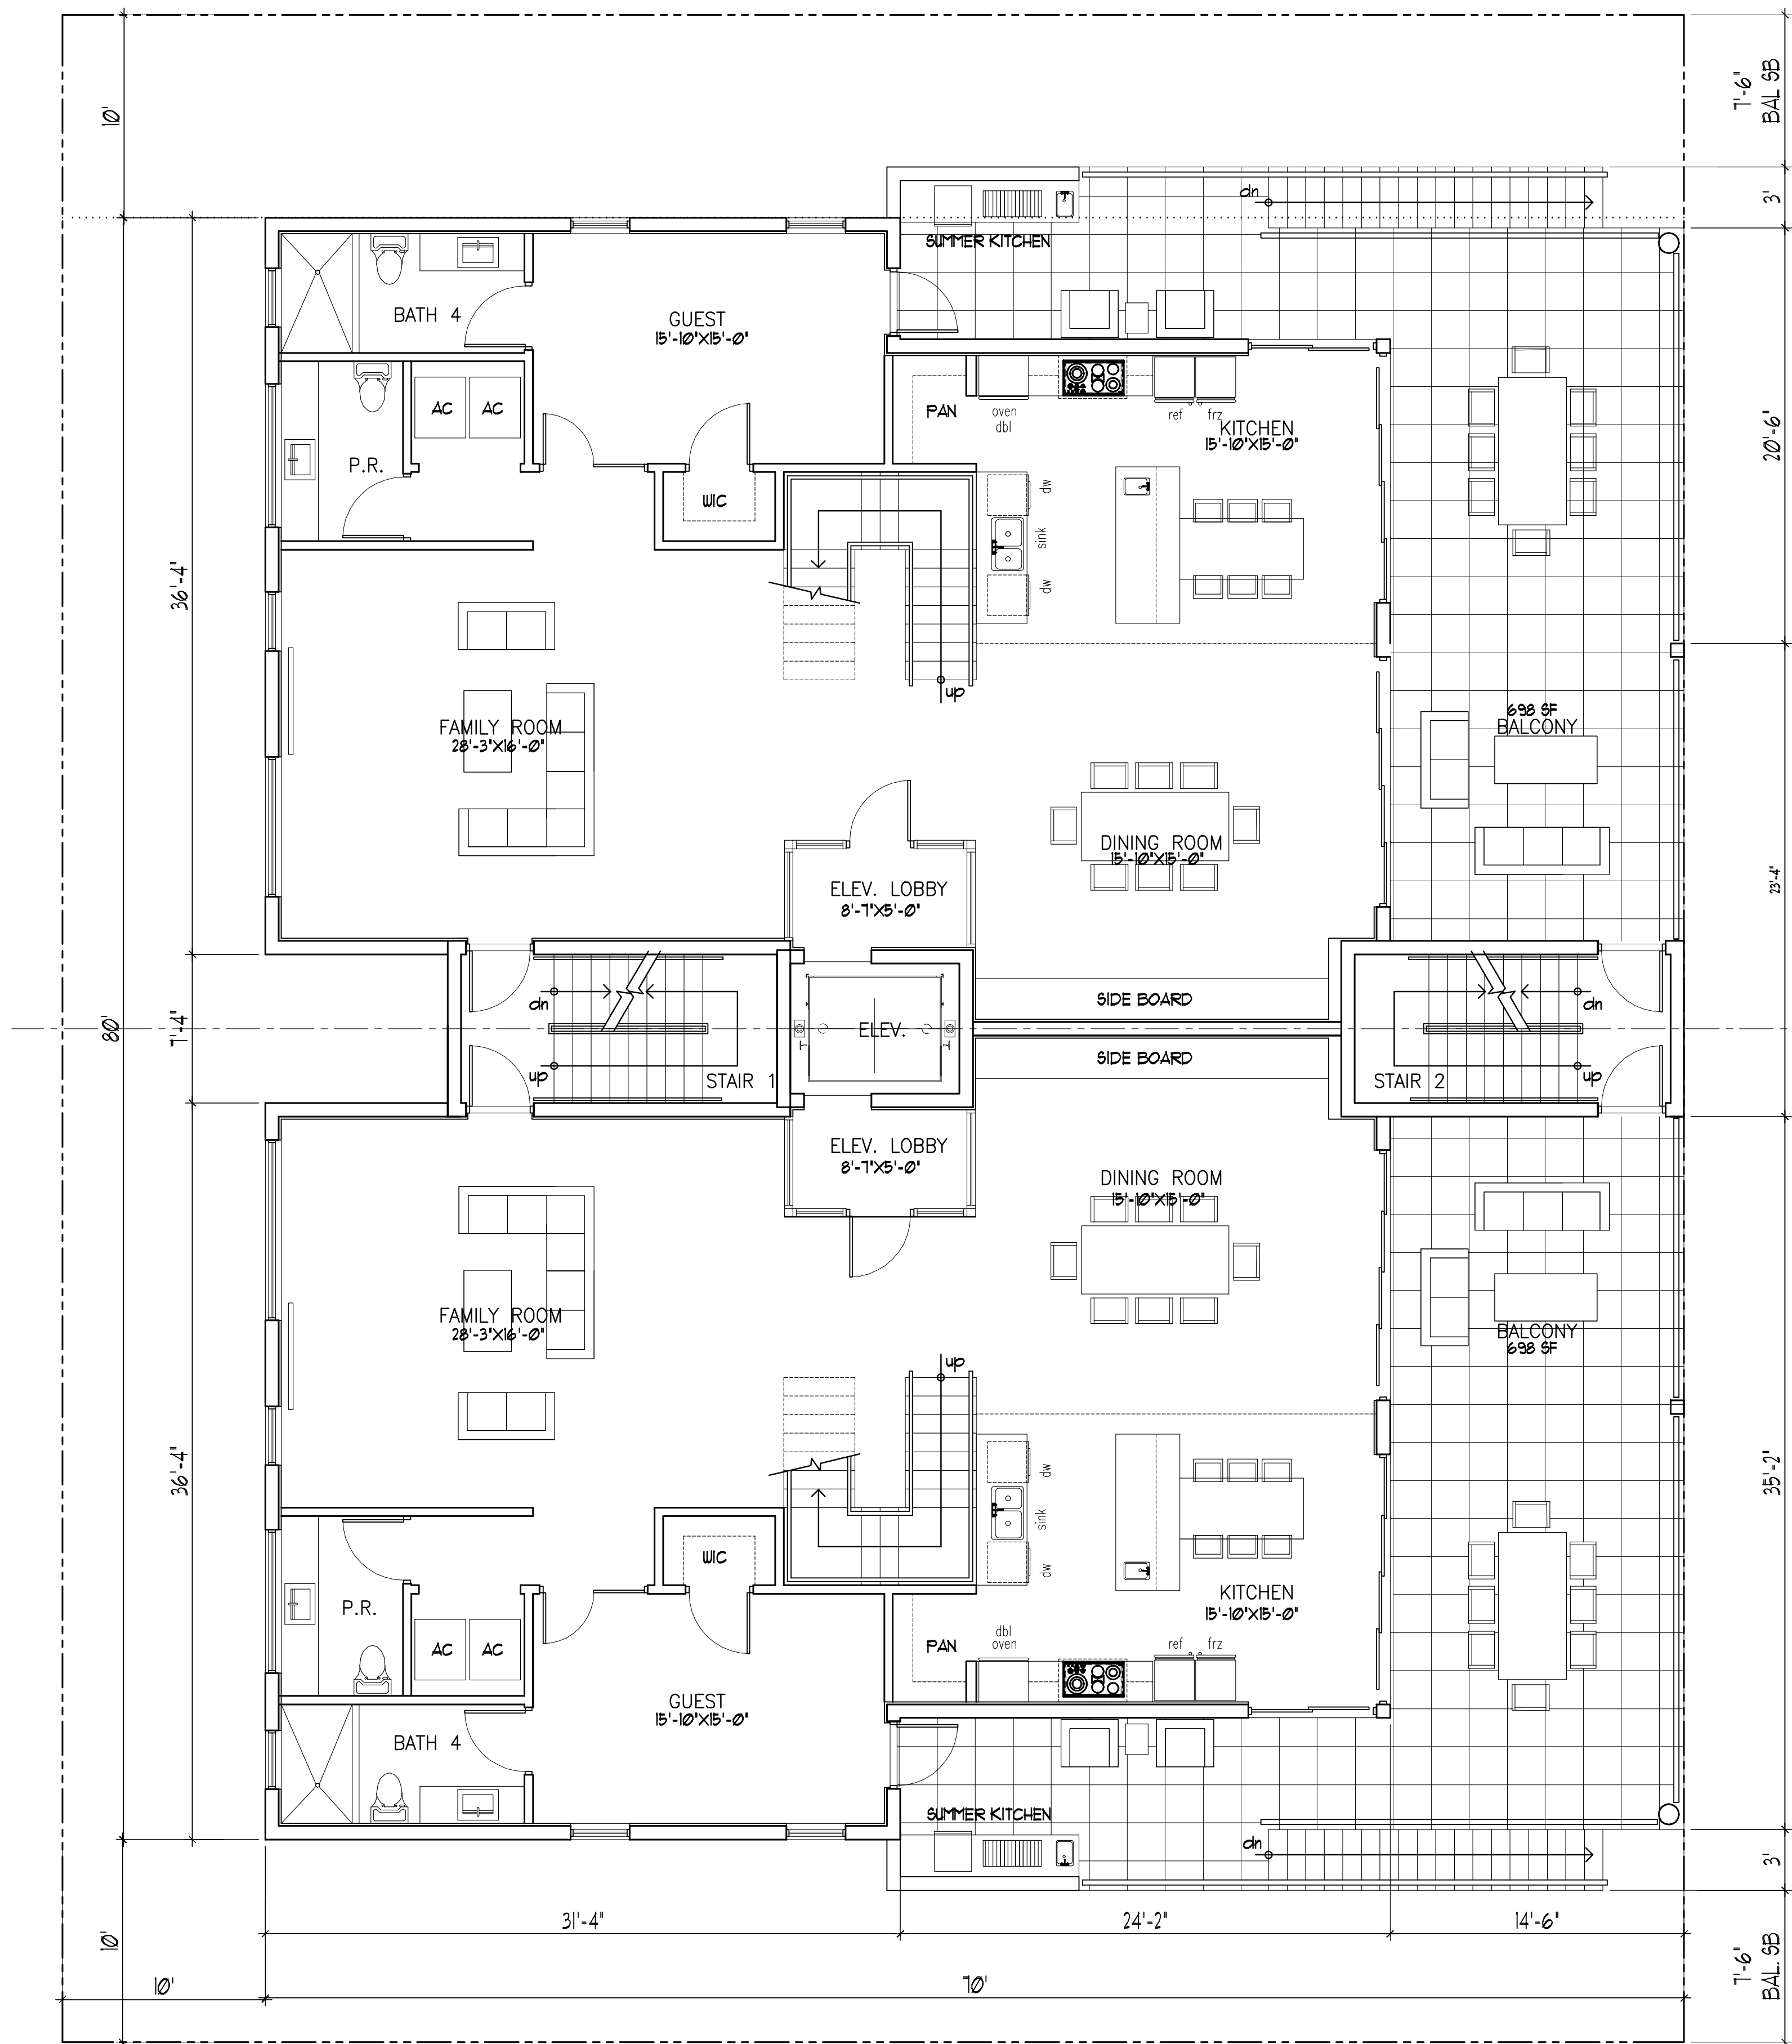 10'
7'-6"
BAL SB
dn
3'
SUMMER KITCHEN
BATH 4
GUEST
15'-10"X15'-0"
AC
AC
PAN
oven
dbl
ref
frz
KITCHEN
15'-10"X15'-0"
20'-6"
P.R.
WIC
dw
sink
dw
36'-4"
up
FAMILY ROOM
28'-3"X16'-0"
698 SF
BALCONY
DINING ROOM
15'-10"X15'-0"
ELEV. LOBBY
8'-7"X5'-0"
23'-4"
dn
SIDE BOARD
dn
80'
7'-4"
ELEV.
SIDE BOARD
up
STAIR 1
STAIR 2
up
ELEV. LOBBY
8'-7"X5'-0"
DINING ROOM
15'-10"X15'-0"
FAMILY ROOM
28'-3"X16'-0"
BALCONY
698 SF
up
36'-4"
dw
sink
dw
35'-2"
WIC
P.R.
KITCHEN
15'-10"X15'-0"
AC
AC
PAN
dbl
oven
ref
frz
GUEST
15'-10"X15'-0"
BATH 4
SUMMER KITCHEN
dn
3'
31'-4"
24'-2"
14'-6"
10'
7'-6"
BAL. SB
10'
70'